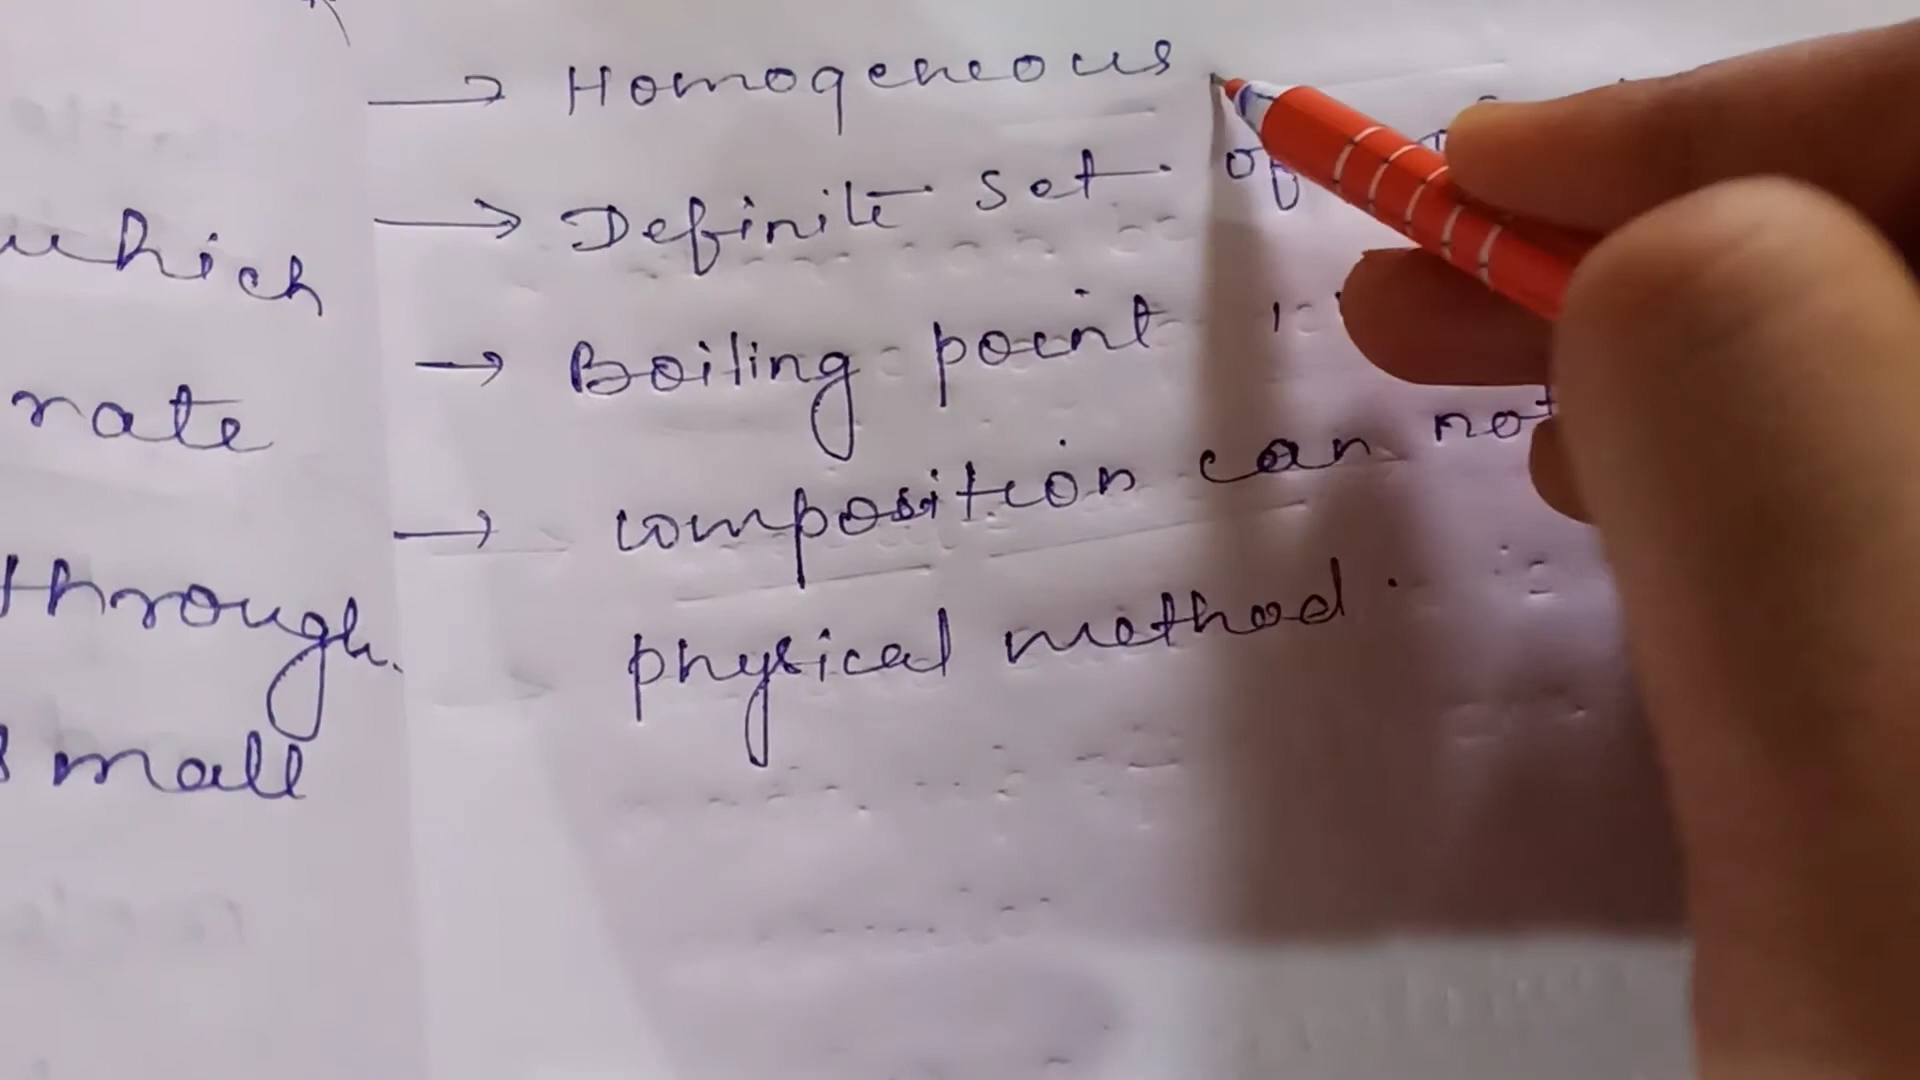 → Homogeneous
→ Definite set of
→ Boiling point
→ composition can not
physical method.
which
rate
through.
small